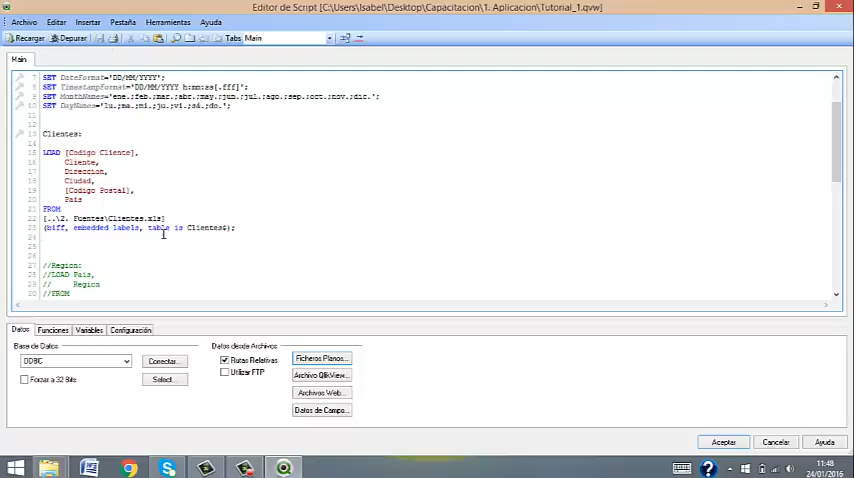 Editor de Script [C:\Users\Isabel\Desktop\Capacitacion\1. Aplicacion\Tutorial_1.qvw]
Archivo Editar Insertar Pestaña Herramientas Ayuda
Recargar Depurar Tabs Main
Main
7 SET DateFormat='DD/MM/YYYY';
8 SET TimestampFormat='DD/MM/YYYY h:mm:ss[.fff]';
9 SET MonthNames='ene.;feb.;mar.;abr.;may.;jun.;jul.;ago.;sep.;oct.;nov.;dic.';
10 SET DayNames='lu.;ma.;mi.;ju.;vi.;sá.;do.';
11
12
13 Clientes:
14
15 LOAD [Codigo Cliente],
16 Cliente,
17 Direccion,
18 Ciudad,
19 [Codigo Postal],
20 Pais
21 FROM
22 [..\2. Fuentes\Clientes.xls]
23 (biff, embedded labels, table is Clientes$);
24
25
26
27 //Region:
28 //LOAD Pais,
29 // Region
30 //FROM
Datos Funciones Variables Configuración
Base de Datos
ODBC
Conectar...
Forzar a 32 Bits
Select...
Datos desde Archivos
Rutas Relativas
Utilizar FTP
Ficheros Planos...
Archivo QlikView...
Archivos Web...
Datos de Campo...
Aceptar Cancelar Ayuda
11:48
24/01/2016